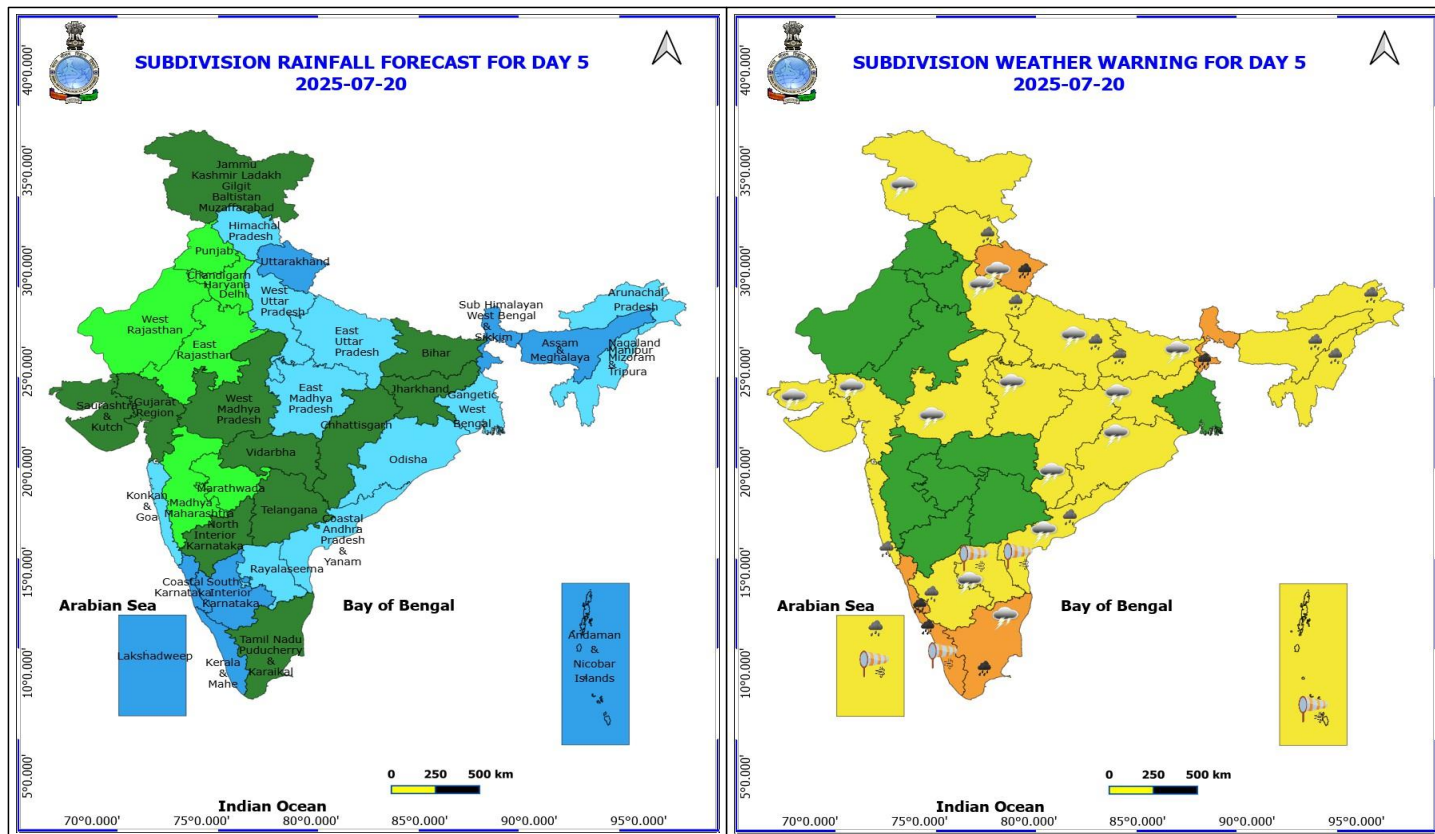 SUBDIVISION RAINFALL FORECAST FOR DAY 5
2025-07-20
40°0.000'
35°0.000'
30°0.000'
25°0.000'
20°0.000'
15°0.000'
10°0.000'
5°0.000'
Jammu
Kashmir Ladakh
Gilgit
Baltistan
Muzaffarabad
Himachal
Pradesh
Punjab
Uttarakhand
Chandigarh
Haryana
Delhi
West
Uttar
Pradesh
Arunachal
Pradesh
Sub Himalayan
West Bengal
&
Sikkim
West
Rajasthan
East
Rajasthan
East
Uttar
Pradesh
Bihar
Assam
&
Meghalaya
Nagaland
Manipur
Mizoram
&
Tripura
Saurashtra
&
Kutch
Gujarat
Region
West
Madhya
Pradesh
East
Madhya
Pradesh
Jharkhand
Gangetic
West
Bengal
Chhattisgarh
Vidarbha
Odisha
Konkan
&
Goa
Madhya
Maharashtra
Marathwada
Telangana
North
Interior
Karnataka
Coastal
Andhra
Pradesh
&
Yanam
Rayalaseema
Coastal
Karnataka
South
Interior
Karnataka
Arabian Sea
Bay of Bengal
Lakshadweep
Kerala
&
Mahe
Tamil Nadu
Puducherry
&
Karaikal
Andaman
&
Nicobar
Islands
0 250 500 km
Indian Ocean
70°0.000' 75°0.000' 80°0.000' 85°0.000' 90°0.000' 95°0.000'
SUBDIVISION WEATHER WARNING FOR DAY 5
2025-07-20
40°0.000'
35°0.000'
30°0.000'
25°0.000'
20°0.000'
15°0.000'
10°0.000'
5°0.000'
Arabian Sea
Bay of Bengal
0 250 500 km
Indian Ocean
70°0.000' 75°0.000' 80°0.000' 85°0.000' 90°0.000' 95°0.000'